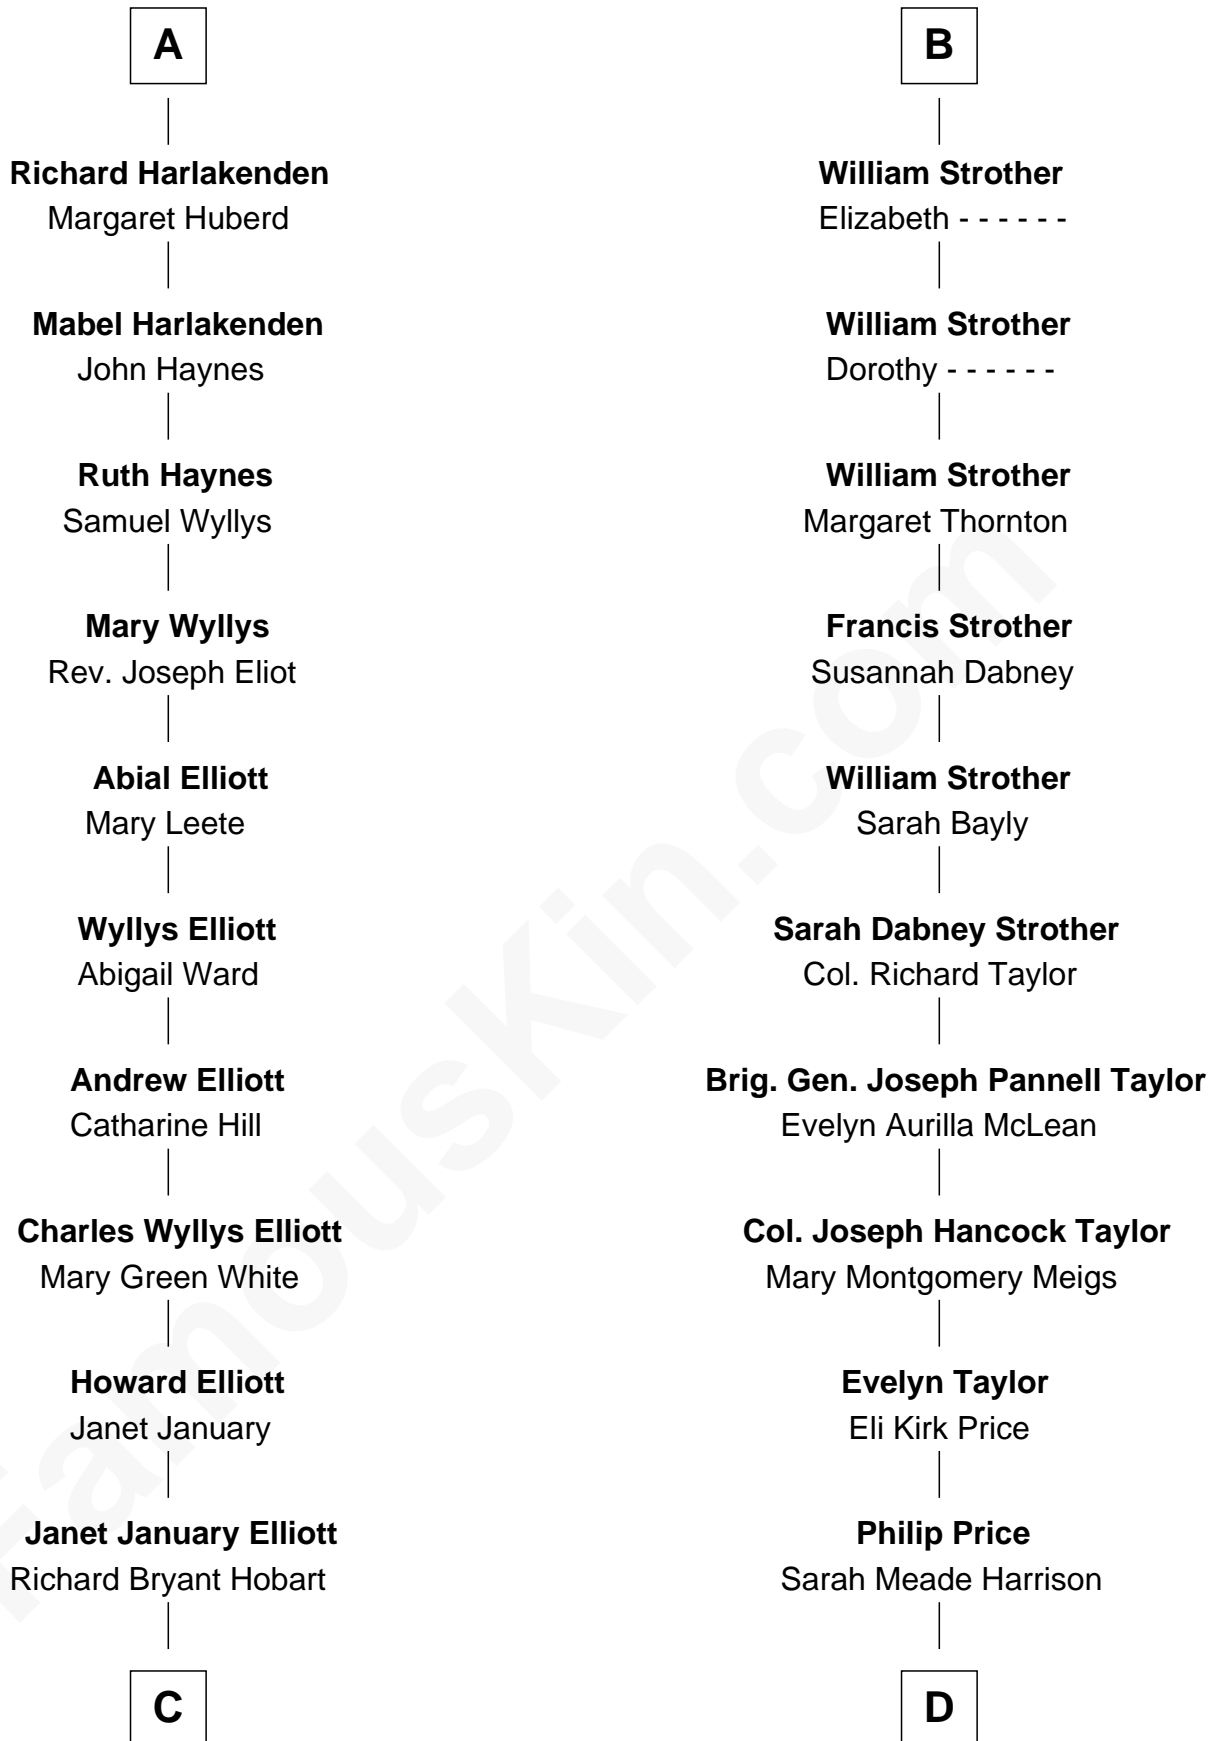 A
Richard Harlakenden
Margaret Huberd
Mabel Harlakenden
John Haynes
Ruth Haynes
Samuel Wyllys
Mary Wyllys
Rev. Joseph Eliot
Abial Elliott
Mary Leete
Wyllys Elliott
Abigail Ward
Andrew Elliott
Catharine Hill
Charles Wyllys Elliott
Mary Green White
Howard Elliott
Janet January
Janet January Elliott
Richard Bryant Hobart
C
B
William Strother
Elizabeth - - - - - -
William Strother
Dorothy - - - - - -
William Strother
Margaret Thornton
Francis Strother
Susannah Dabney
William Strother
Sarah Bayly
Sarah Dabney Strother
Col. Richard Taylor
Brig. Gen. Joseph Pannell Taylor
Evelyn Aurilla McLean
Col. Joseph Hancock Taylor
Mary Montgomery Meigs
Evelyn Taylor
Eli Kirk Price
Philip Price
Sarah Meade Harrison
D
FamousKin.com